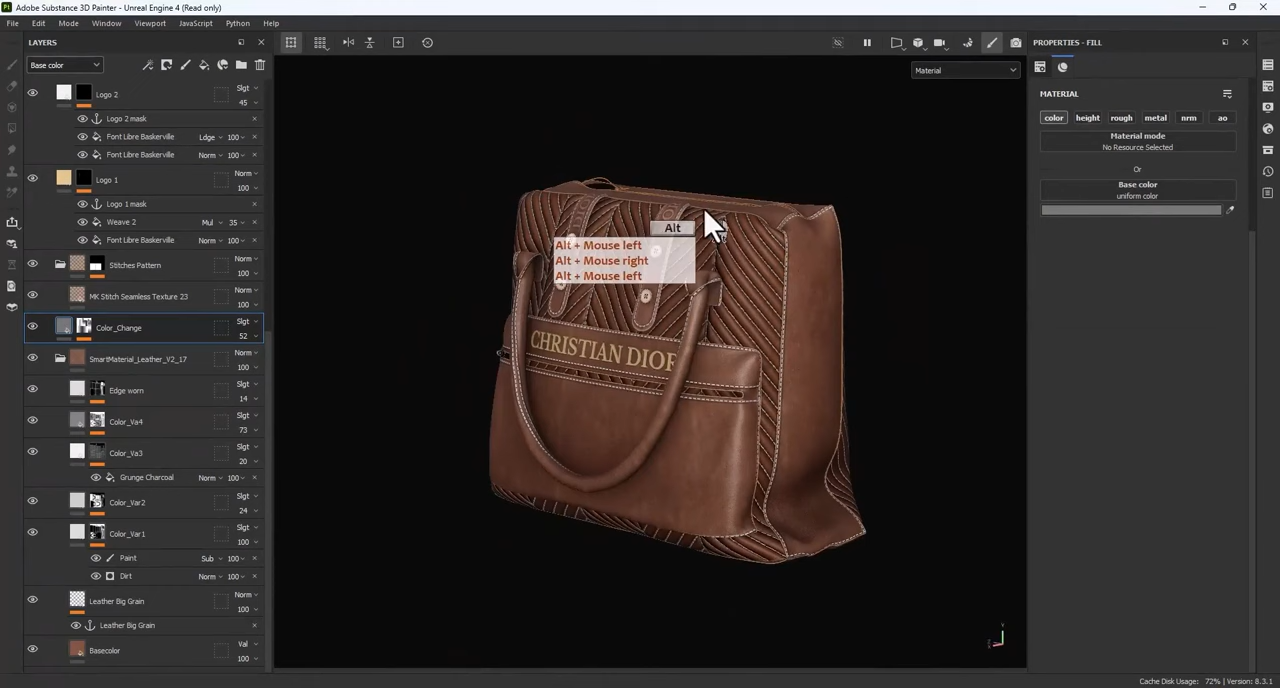 Adobe Substance 3D Painter - Unreal Engine 4 (Read only)
File Edit Mode Window Viewport JavaScript Python Help
LAYERS
Base color
Logo 2 Slgt 45
Logo 2 mask
Font Libre Baskerville Ldge 100
Font Libre Baskerville Norm 100
Logo 1 Norm 100
Logo 1 mask
Weave 2 Mul 35
Font Libre Baskerville Norm 100
Stitches Pattern Norm 100
MK Stitch Seamless Texture 23 Norm 100
Color_Change Slgt 52
SmartMaterial_Leather_V2_17 Norm 100
Edge worn Slgt 14
Color_Va4 Slgt 73
Color_Va3 Slgt 20
Grunge Charcoal Norm 100
Color_Var2 Slgt 24
Color_Var1 Slgt 100
Paint Sub 100
Dirt Norm 100
Leather Big Grain Norm 100
Leather Big Grain
Basecolor Val 100
Material
Alt
Alt + Mouse left
Alt + Mouse right
Alt + Mouse left
CHRISTIAN DIOR
PROPERTIES - FILL
MATERIAL
color height rough metal nrm ao
Material mode
No Resource Selected
Or
Base color
uniform color
Cache Disk Usage: 72% | Version: 8.3.1